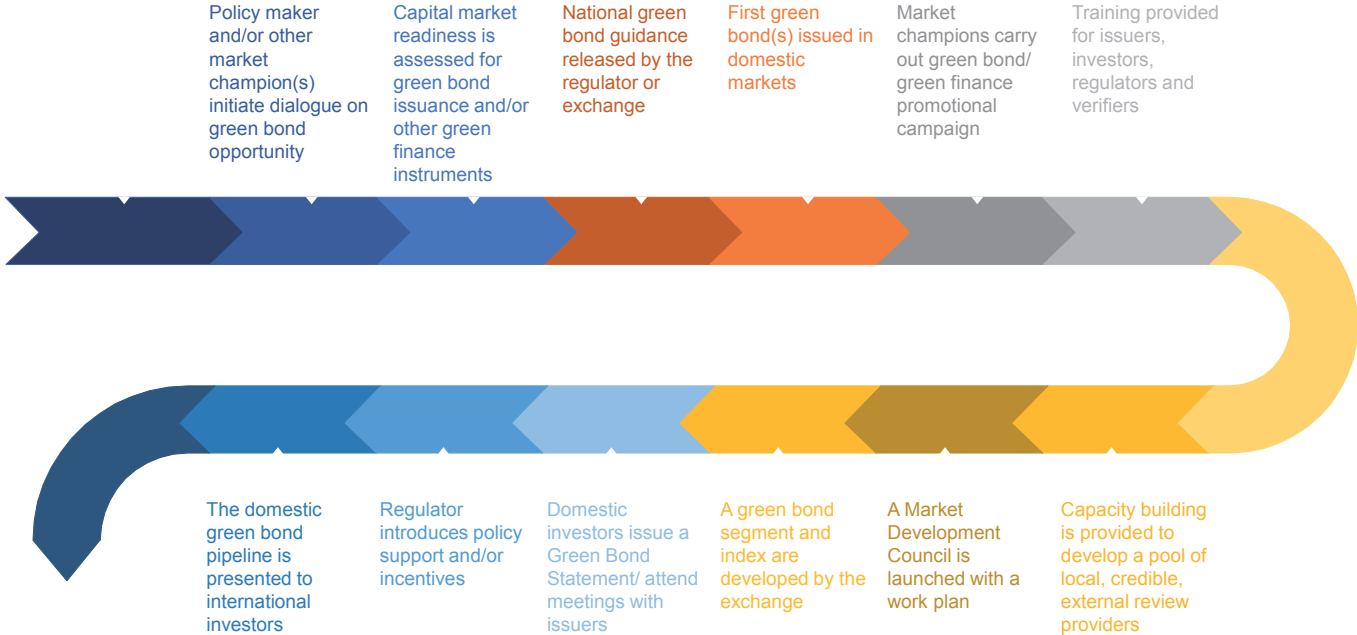 Policy maker
and/or other
market
champion(s)
initiate dialogue on
green bond
opportunity
Capital market
readiness is
assessed for
green bond
issuance and/or
other green
finance
instruments
National green
bond guidance
released by the
regulator or
exchange
First green
bond(s) issued in
domestic
markets
Market
champions carry
out green bond/
green finance
promotional
campaign
Training provided
for issuers,
investors,
regulators and
verifiers
The domestic
green bond
pipeline is
presented to
international
investors
Regulator
introduces policy
support and/or
incentives
Domestic
investors issue a
Green Bond
Statement/ attend
meetings with
issuers
A green bond
segment and
index are
developed by the
exchange
A Market
Development
Council is
launched with a
work plan
Capacity building
is provided to
develop a pool of
local, credible,
external review
providers